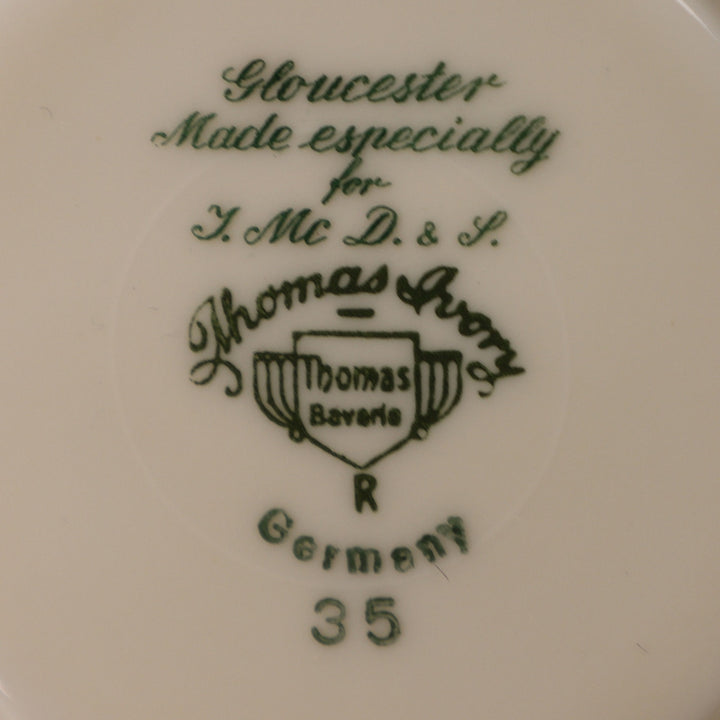 Gloucester
Made especially
for
J. Mc D. & S.
Thomas Ivory
Thomas
Bavaria
R
Germany
35